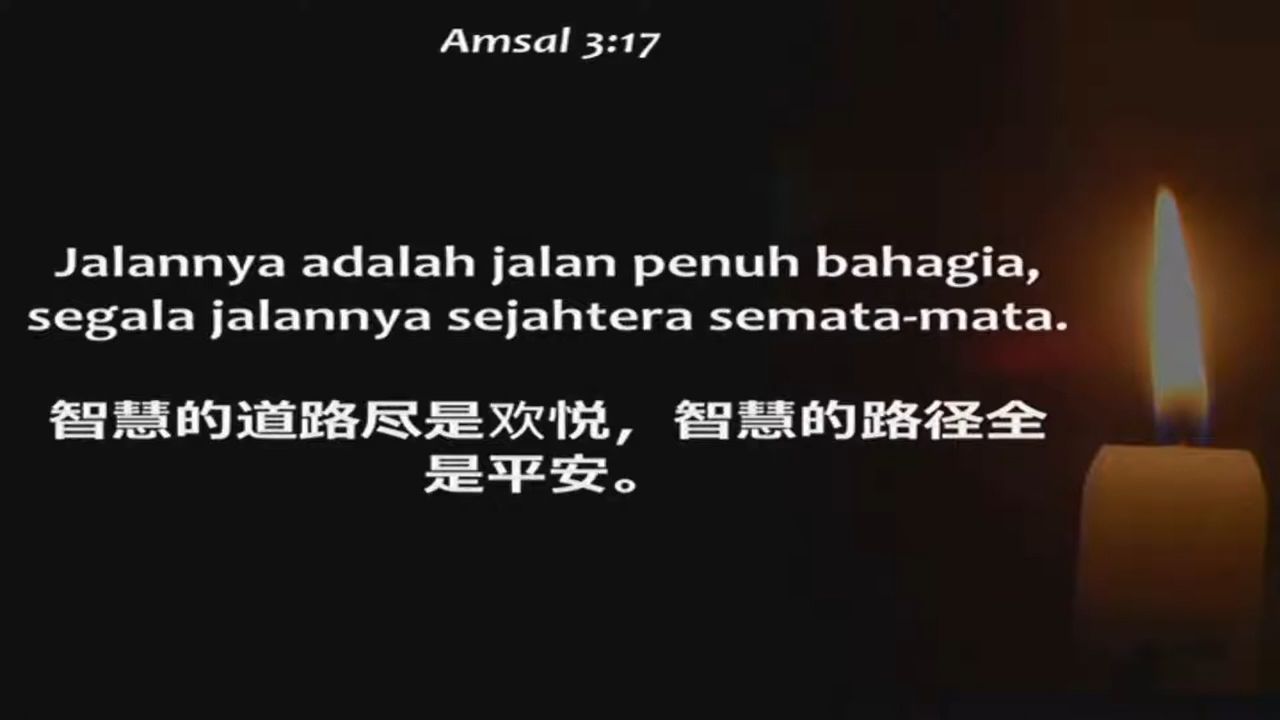 Amsal 3:17
Jalannya adalah jalan penuh bahagia,
segala jalannya sejahtera semata-mata.
智慧的道路尽是欢悦，智慧的路径全
是平安。